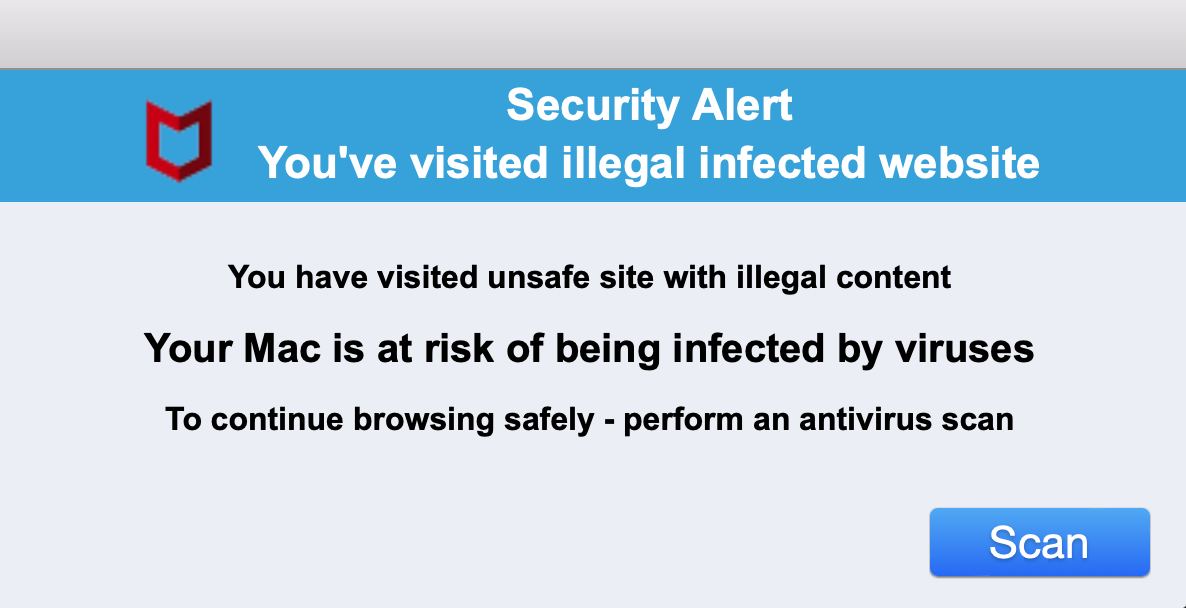 Security Alert
You've visited illegal infected website
You have visited unsafe site with illegal content
Your Mac is at risk of being infected by viruses
To continue browsing safely - perform an antivirus scan
Scan